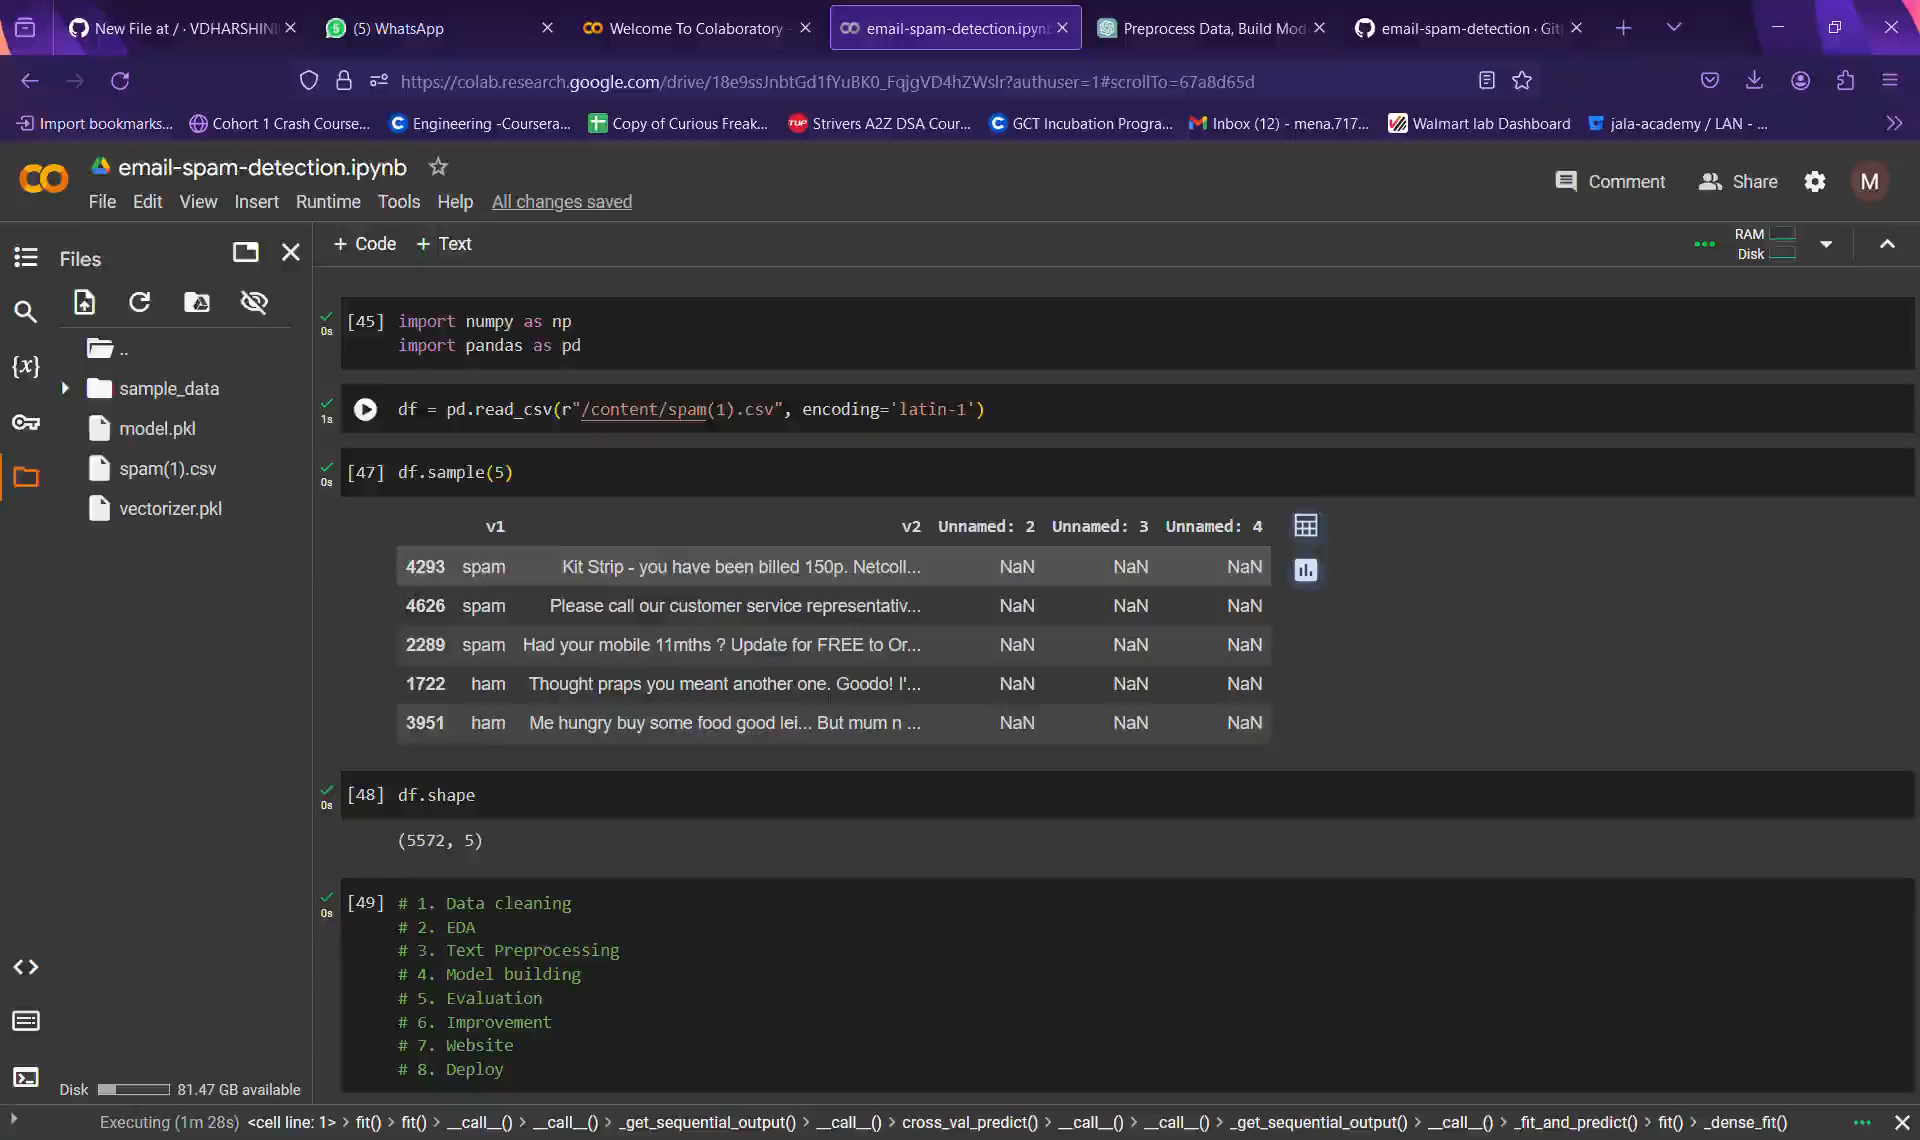 New File at / · VDHARSHINI
(5) WhatsApp
Welcome To Colaboratory -
email-spam-detection.ipynb
Preprocess Data, Build Mod
email-spam-detection · Git
https://colab.research.google.com/drive/18e9ssJnbtGd1fYuBK0_FqjgVD4hZWslr?authuser=1#scrollTo=67a8d65d
Import bookmarks...
Cohort 1 Crash Course...
Engineering -Coursera...
Copy of Curious Freak...
Strivers A2Z DSA Cour...
GCT Incubation Progra...
Inbox (12) - mena.717...
Walmart lab Dashboard
jala-academy / LAN - ...
email-spam-detection.ipynb
File Edit View Insert Runtime Tools Help All changes saved
Comment
Share
M
Files
+ Code + Text
RAM
Disk
..
sample_data
model.pkl
spam(1).csv
vectorizer.pkl
0s [45] import numpy as np
import pandas as pd
1s df = pd.read_csv(r"/content/spam(1).csv", encoding='latin-1')
0s [47] df.sample(5)
v1 v2 Unnamed: 2 Unnamed: 3 Unnamed: 4
4293 spam Kit Strip - you have been billed 150p. Netcoll... NaN NaN NaN
4626 spam Please call our customer service representativ... NaN NaN NaN
2289 spam Had your mobile 11mths ? Update for FREE to Or... NaN NaN NaN
1722 ham Thought praps you meant another one. Goodo! I'... NaN NaN NaN
3951 ham Me hungry buy some food good lei... But mum n ... NaN NaN NaN
0s [48] df.shape
(5572, 5)
0s [49] # 1. Data cleaning
# 2. EDA
# 3. Text Preprocessing
# 4. Model building
# 5. Evaluation
# 6. Improvement
# 7. Website
# 8. Deploy
Disk 81.47 GB available
Executing (1m 28s) <cell line: 1> > fit() > fit() > __call__() > __call__() > _get_sequential_output() > __call__() > cross_val_predict() > __call__() > __call__() > _get_sequential_output() > __call__() > _fit_and_predict() > fit() > _dense_fit()